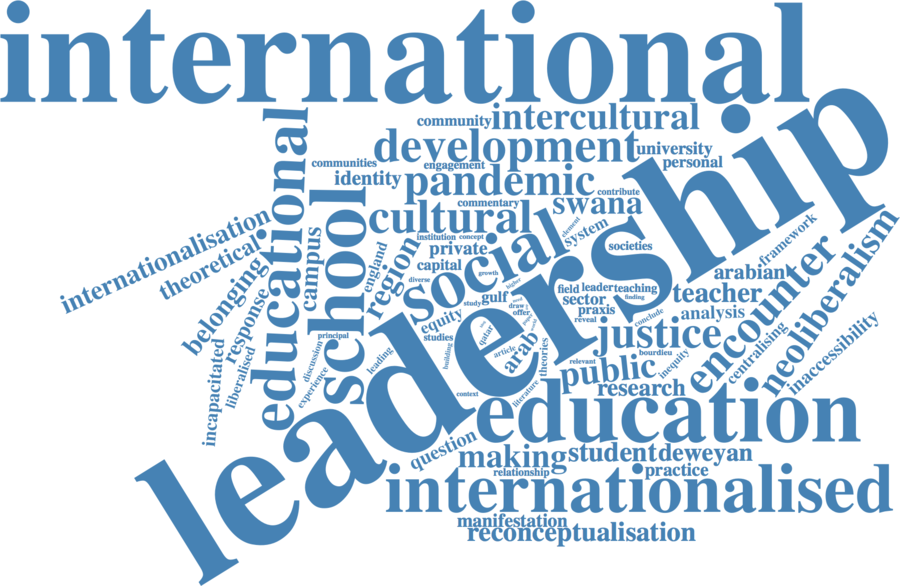 international
leadership
community
intercultural
development
university
communities
engagement
personal
identity
pandemic
contribute
commentary
cultural
swana
element
system
societies
educational
school
internationalisation
theoretical
campus
belonging
response
england
region
institution
concept
private
capital
social
diverse
growth
higher
framework
arabian
encounter
neoliberalism
gulf
study
equity
studies
draw
offer
field
leader
teaching
sector
finding
praxis
reveal
teacher
analysis
conclude
justice
qatar
article
arab
theories
principal
discussion
experience
leading
building
incapacitated
liberalised
relevant
bourdieu
public
inequity
research
centralising
inaccessibility
context
literature
education
question
making
student
deweyan
relationship
practice
internationalised
manifestation
reconceptualisation